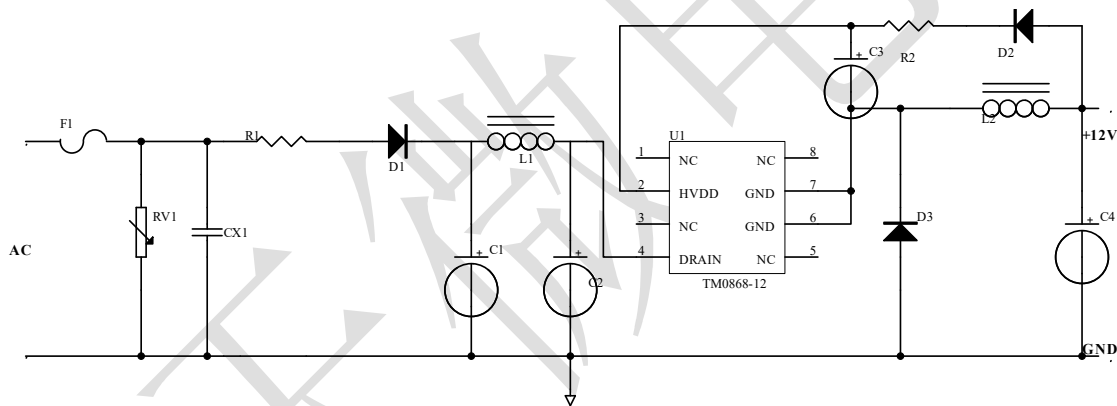 C3
R2
D2
F1
R1
D1
L1
L2
+12V
U1
1 NC NC 8
2 HVDD GND 7
3 NC GND 6
4 DRAIN NC 5
TM0868-12
RV1
CX1
AC
C1
C2
D3
C4
GND